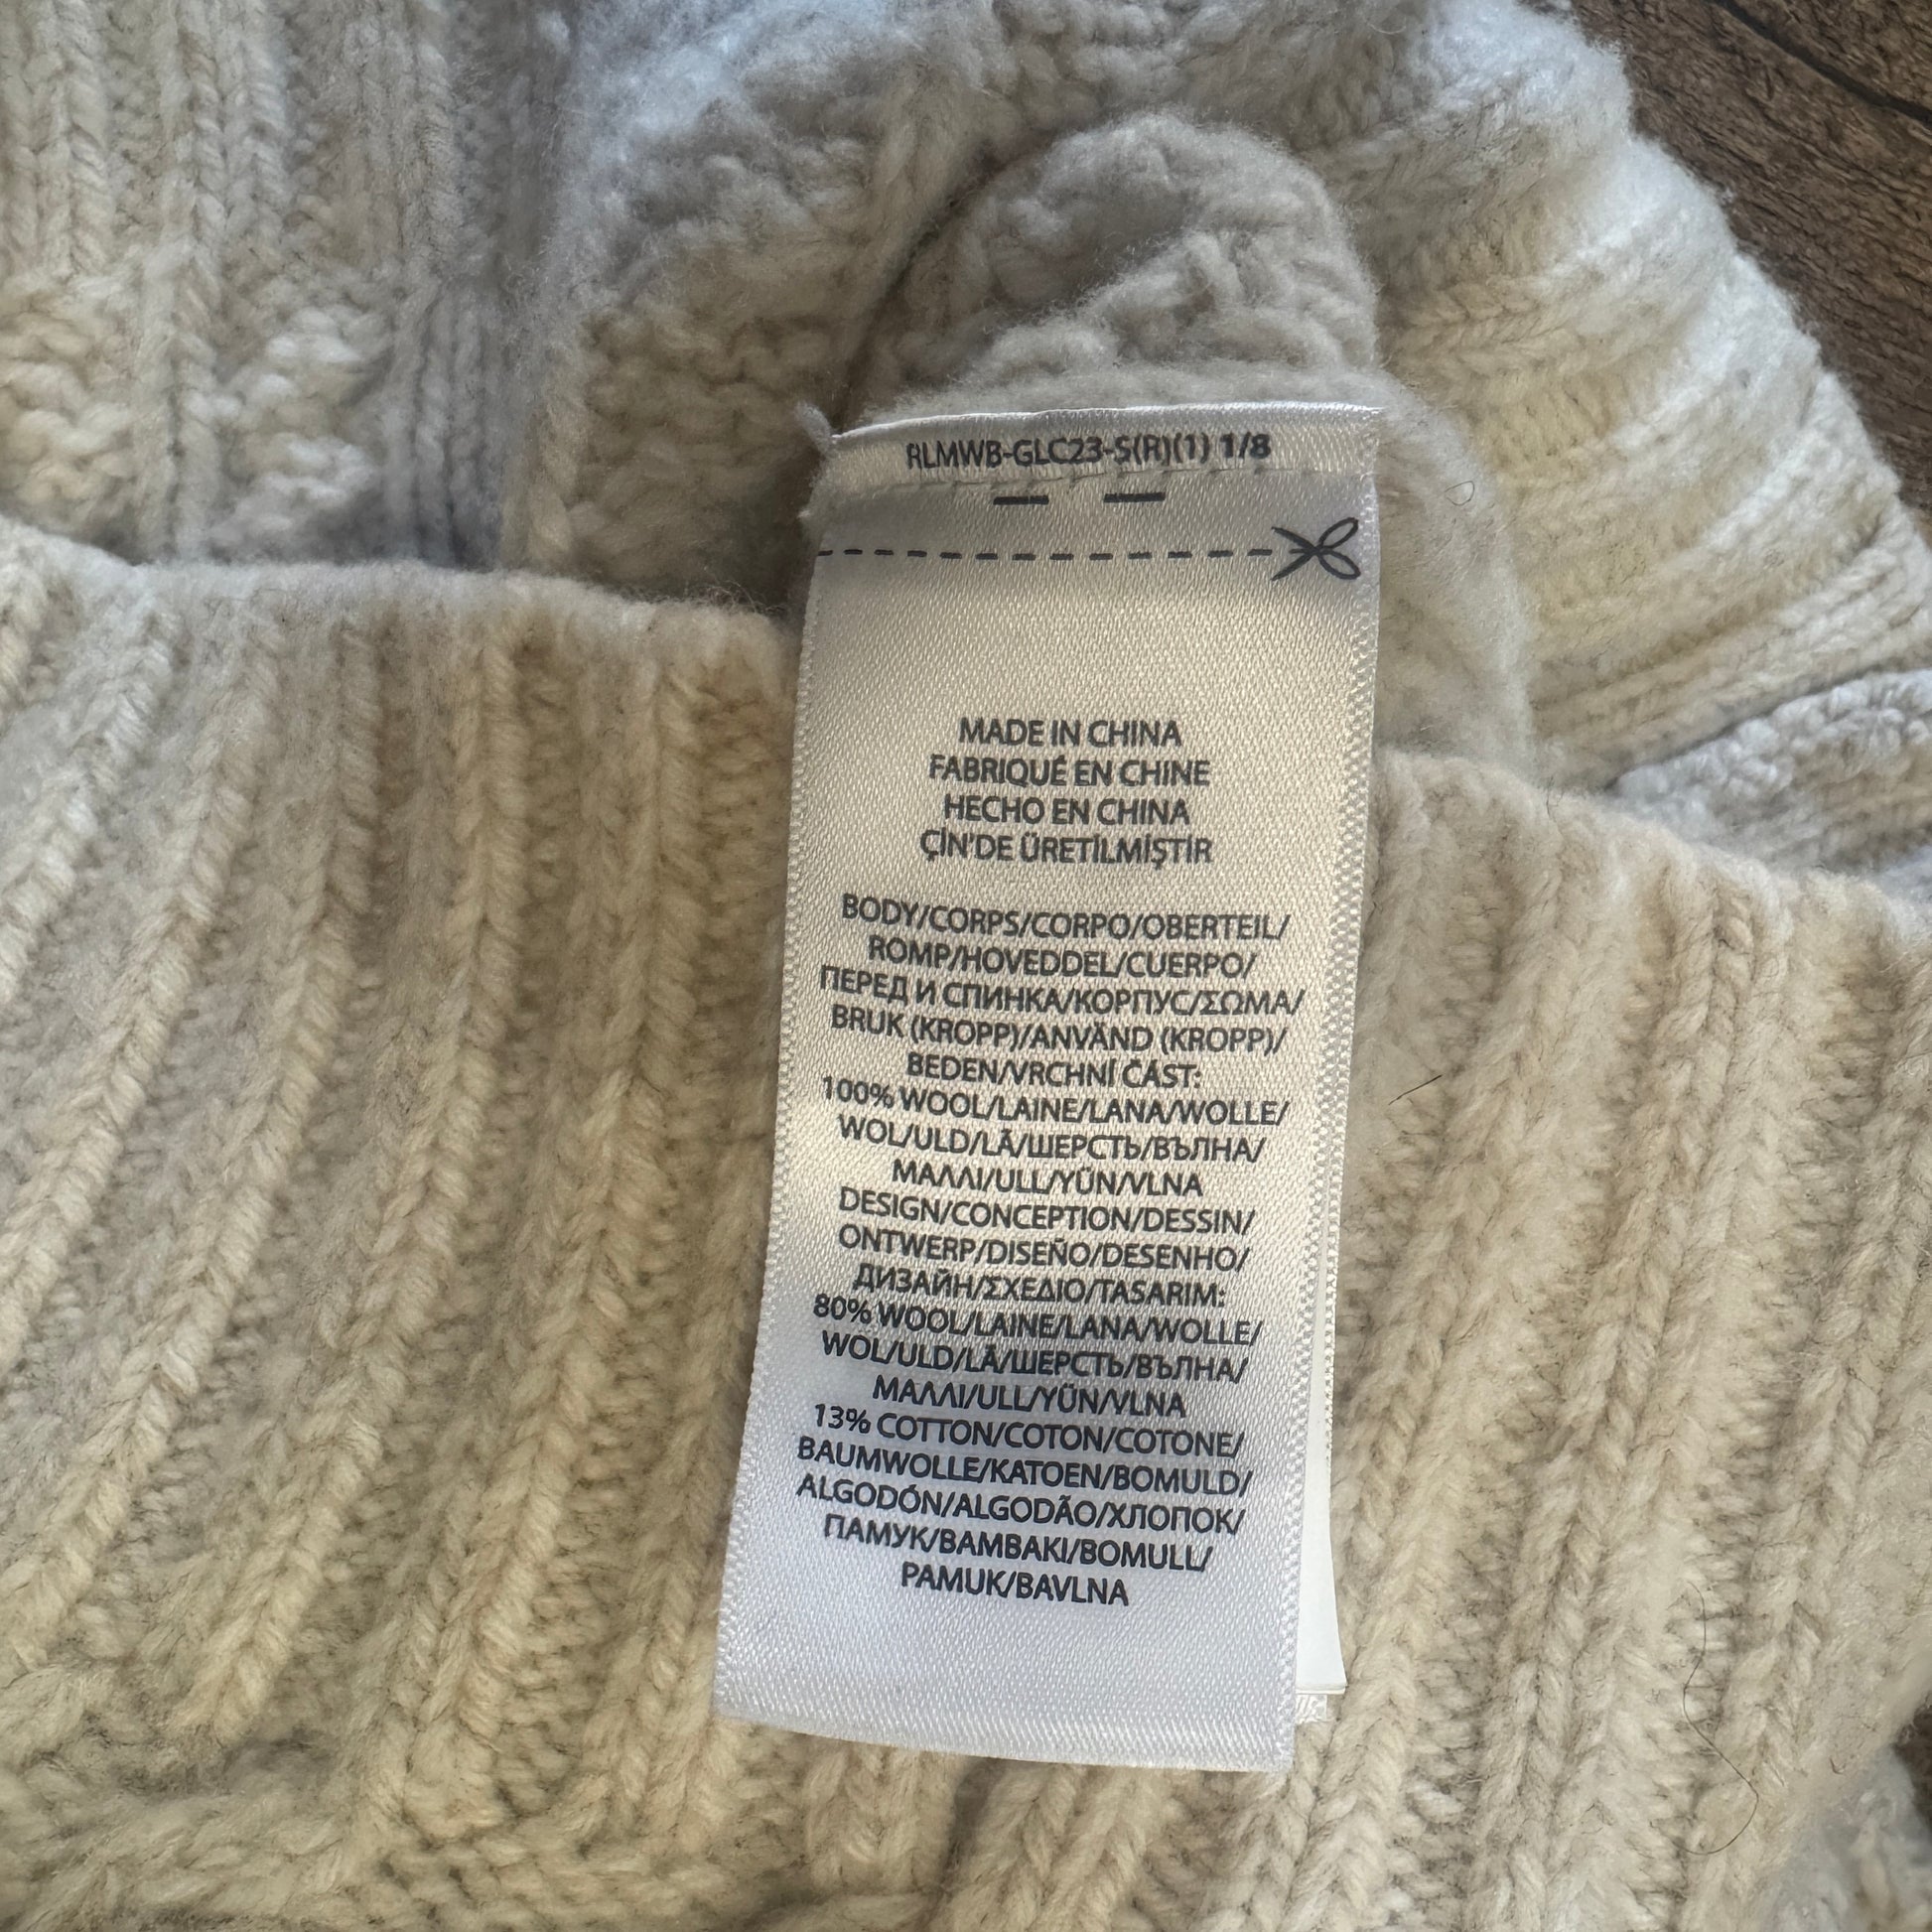 RLMWB-GLC23-S(R)(1) 1/8
MADE IN CHINA
FABRIQUÉ EN CHINE
HECHO EN CHINA
ÇİN'DE ÜRETİLMİŞTİR
BODY/CORPS/CORPO/OBERTEIL/
ROMP/HOVEDDEL/CUERPO/
ПЕРЕД И СПИНКА/КОРПУС/ΣΩΜΑ/
BRUK (KROPP)/ANVÄND (KROPP)/
BEDEN/VRCHNÍ ČÁST:
100% WOOL/LAINE/LANA/WOLLE/
WOL/ULD/LÃ/ШЕРСТЬ/ВЪЛНА/
ΜΑΛΛΙ/ULL/YÜN/VLNA
DESIGN/CONCEPTION/DESSIN/
ONTWERP/DISEÑO/DESENHO/
ДИЗАЙН/ΣΧΕΔΙΟ/TASARIM:
80% WOOL/LAINE/LANA/WOLLE/
WOL/ULD/LÃ/ШЕРСТЬ/ВЪЛНА/
ΜΑΛΛΙ/ULL/YÜN/VLNA
13% COTTON/COTON/COTONE/
BAUMWOLLE/KATOEN/BOMULD/
ALGODÓN/ALGODÃO/ХЛОПОК/
ПАМУК/ΒΑΜΒΑΚΙ/BOMULL/
PAMUK/BAVLNA